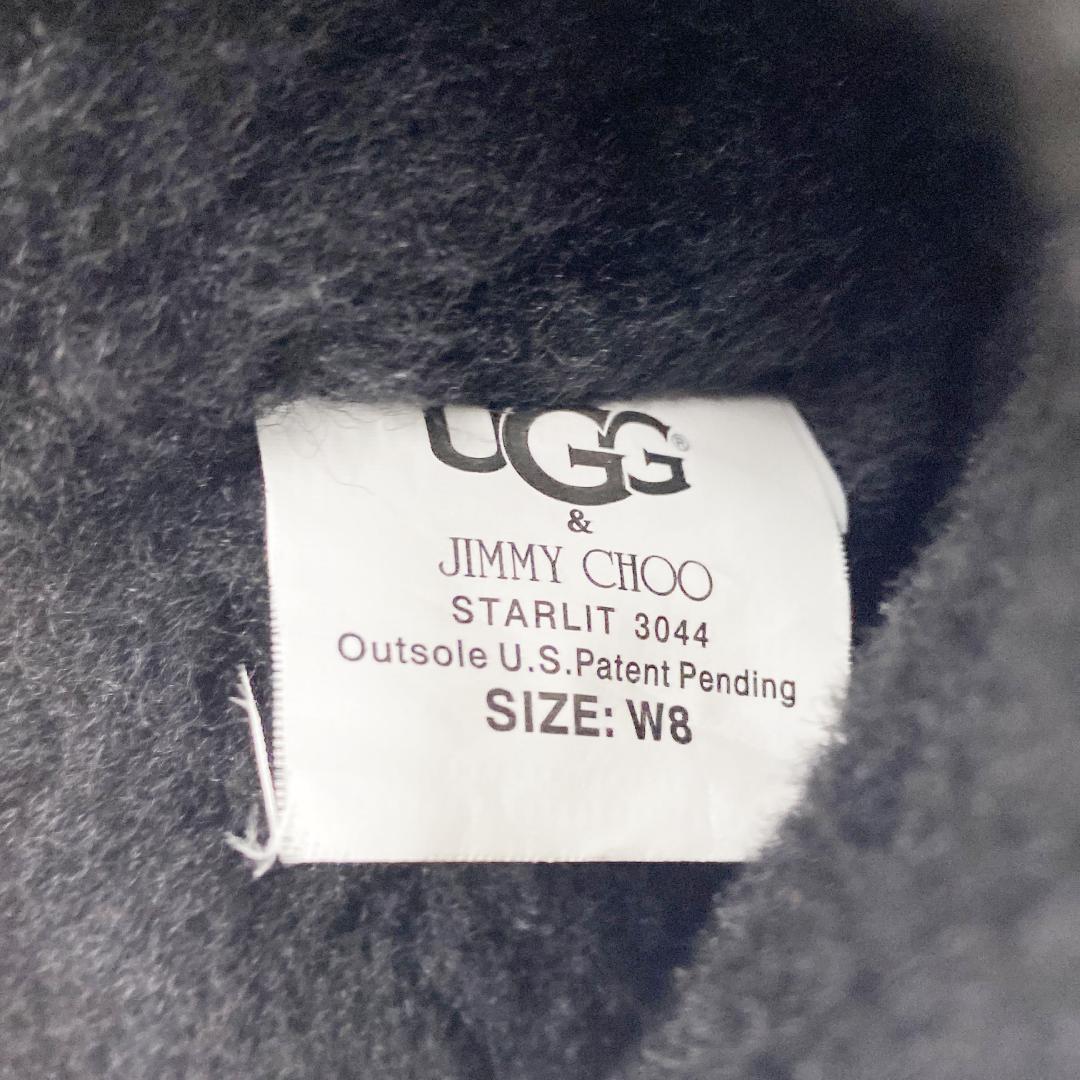 UGG®
&
JIMMY CHOO
STARLIT 3044
Outsole U.S.Patent Pending
SIZE: W8